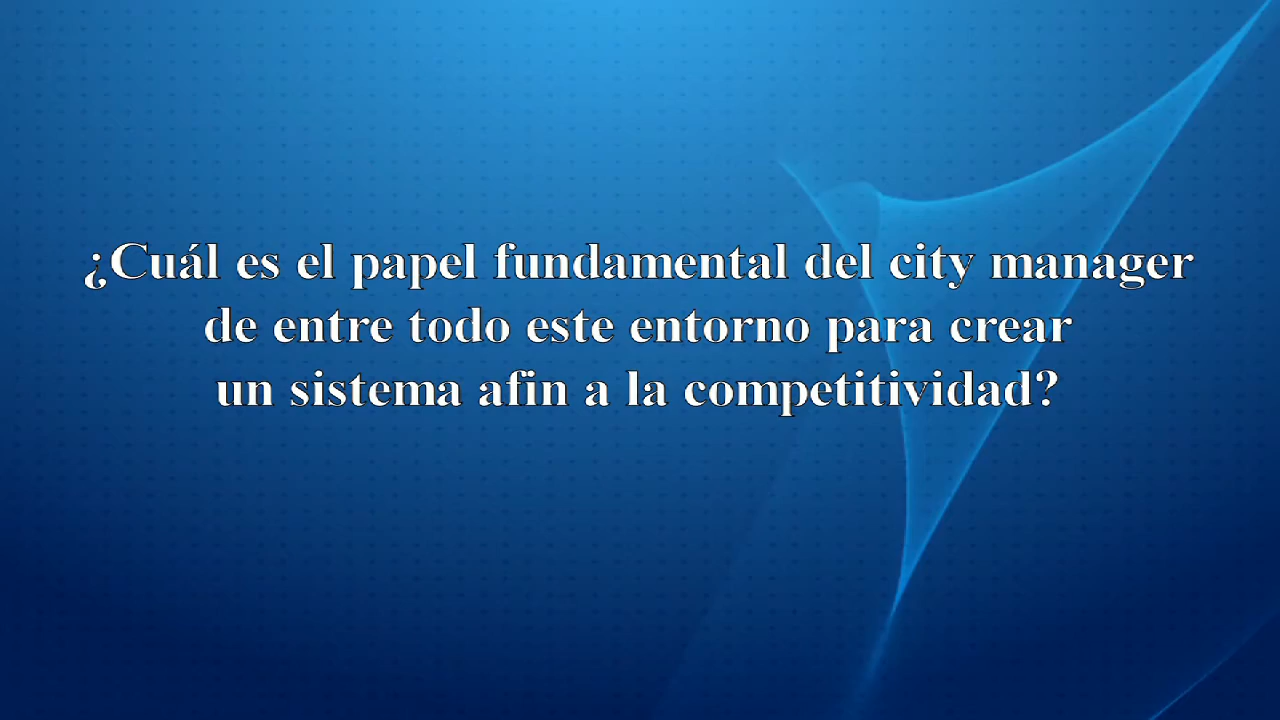 ¿Cuál es el papel fundamental del city manager
de entre todo este entorno para crear
un sistema afin a la competitividad?